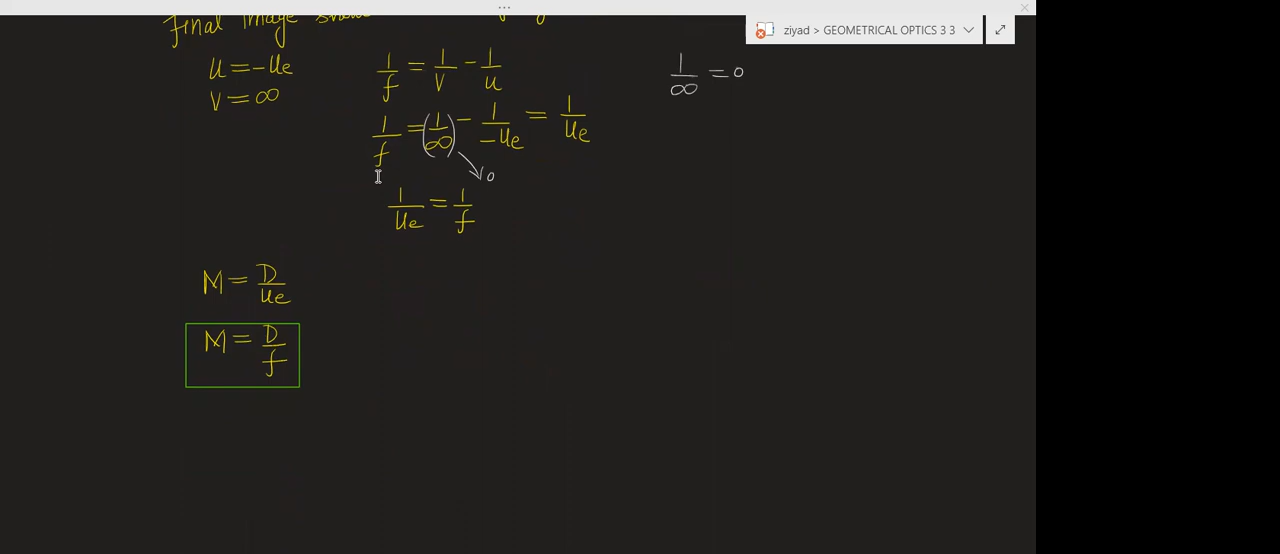 final image
ziyad > GEOMETRICAL OPTICS 3 3
u = -ue
v = ∞
1/f = 1/v - 1/u
1/∞ = 0
1/f = (1/∞) - 1/-ue = 1/ue
0
1/ue = 1/f
M = D/ue
M = D/f